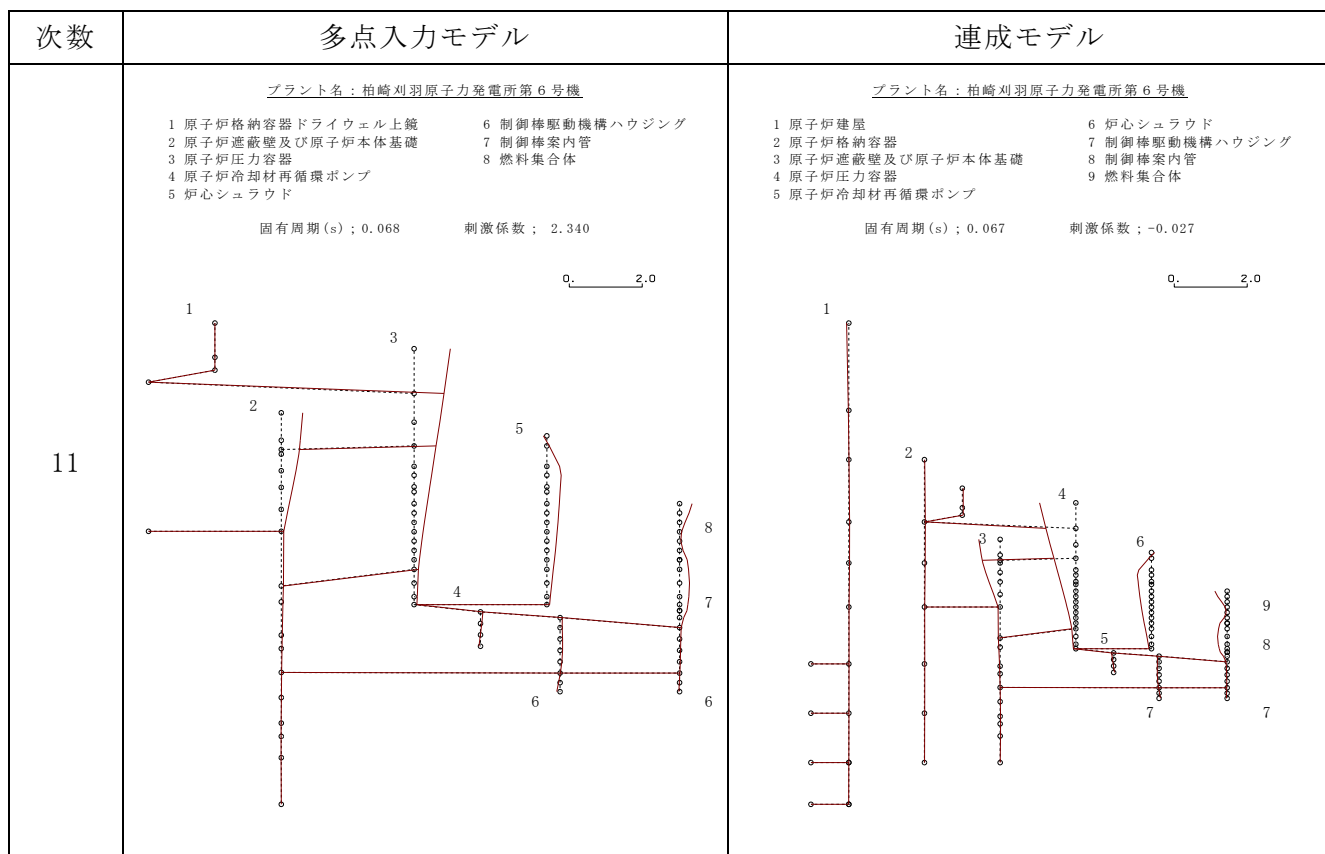 次数
多点入力モデル
連成モデル
11
プラント名：柏崎刈羽原子力発電所第６号機
1 原子炉格納容器ドライウェル上鏡
2 原子炉遮蔽壁及び原子炉本体基礎
3 原子炉圧力容器
4 原子炉冷却材再循環ポンプ
5 炉心シュラウド
6 制御棒駆動機構ハウジング
7 制御棒案内管
8 燃料集合体
固有周期(s)；0.068 刺激係数； 2.340
0. 2.0
1
3
2
5
8
4
7
6
6
プラント名：柏崎刈羽原子力発電所第６号機
1 原子炉建屋
2 原子炉格納容器
3 原子炉遮蔽壁及び原子炉本体基礎
4 原子炉圧力容器
5 原子炉冷却材再循環ポンプ
6 炉心シュラウド
7 制御棒駆動機構ハウジング
8 制御棒案内管
9 燃料集合体
固有周期(s)；0.067 刺激係数；-0.027
0. 2.0
1
2
4
3
6
9
5
8
7
7